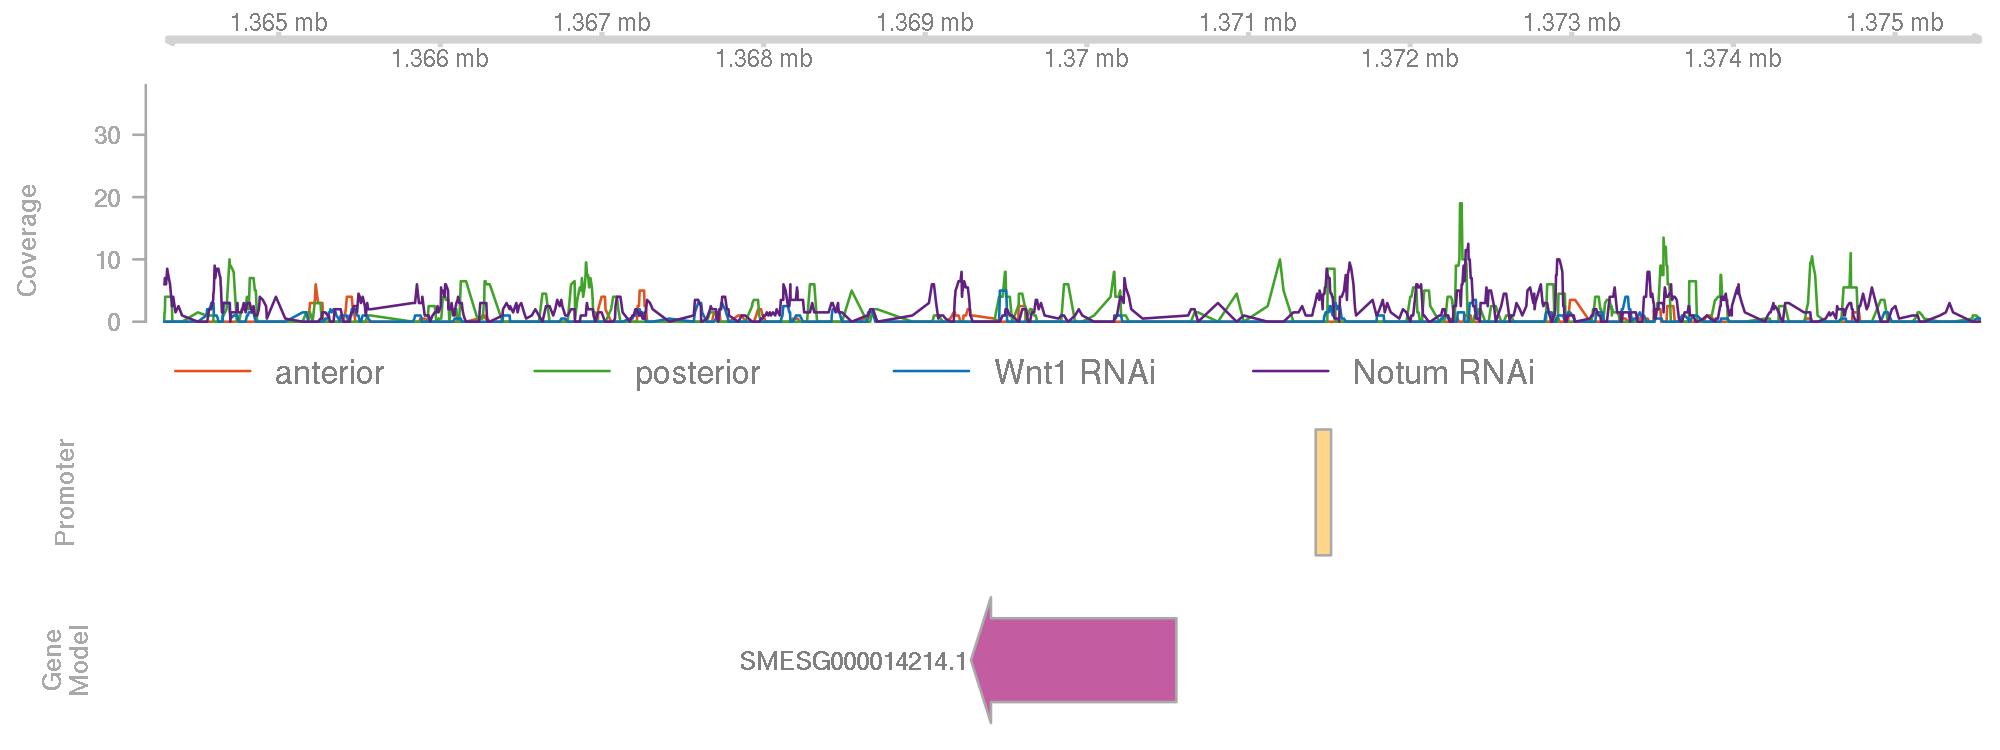 1.365 mb 1.367 mb 1.369 mb 1.371 mb 1.373 mb 1.375 mb
1.366 mb 1.368 mb 1.37 mb 1.372 mb 1.374 mb
Coverage
30
20
10
0
anterior posterior Wnt1 RNAi Notum RNAi
Promoter
0
Gene
Model
SMESG000014214.1